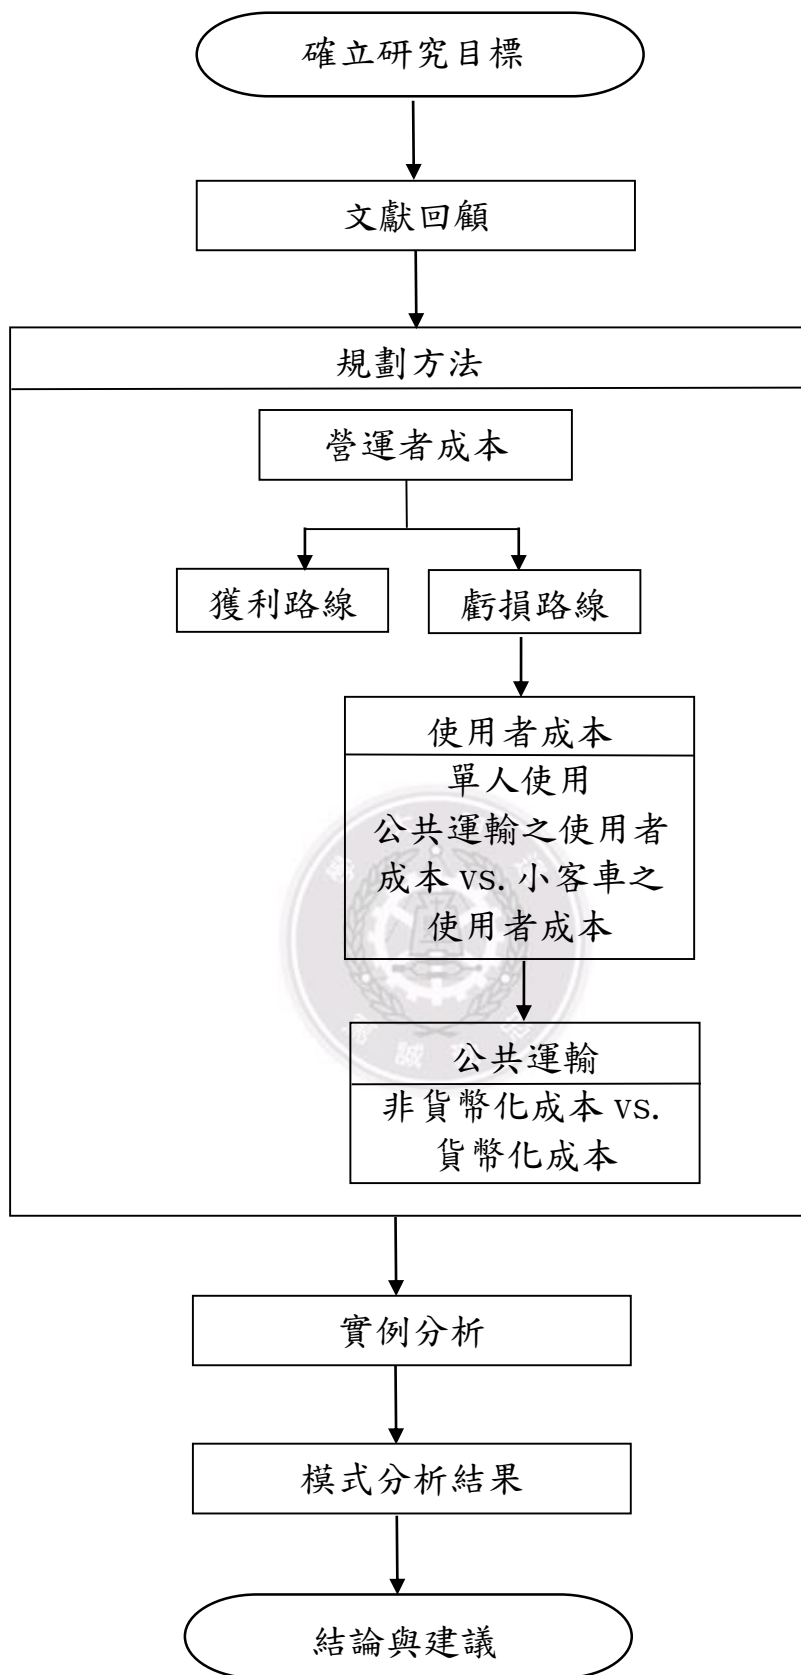 確立研究目標
文獻回顧
規劃方法
營運者成本
獲利路線
虧損路線
使用者成本
單人使用
公共運輸之使用者
成本 vs. 小客車之
使用者成本
公共運輸
非貨幣化成本 vs.
貨幣化成本
實例分析
模式分析結果
結論與建議